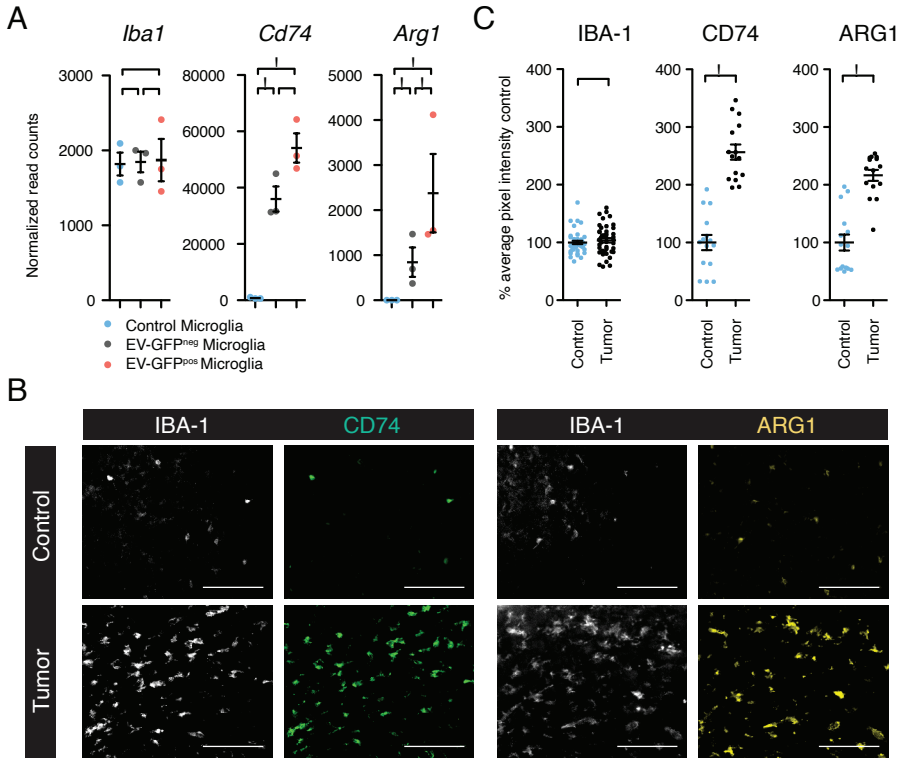 A
Iba1
Cd74
Arg1
Normalized read counts
3000
2000
1000
0
80000
60000
40000
20000
0
5000
4000
3000
2000
1000
0
!
!
!
!
!
Control Microglia
EV-GFPneg Microglia
EV-GFPpos Microglia
C
IBA-1
CD74
ARG1
% average pixel intensity control
400
300
200
100
0
400
300
200
100
0
400
300
200
100
0
!
!
Control
Tumor
Control
Tumor
Control
Tumor
B
IBA-1
CD74
IBA-1
ARG1
Control
Tumor